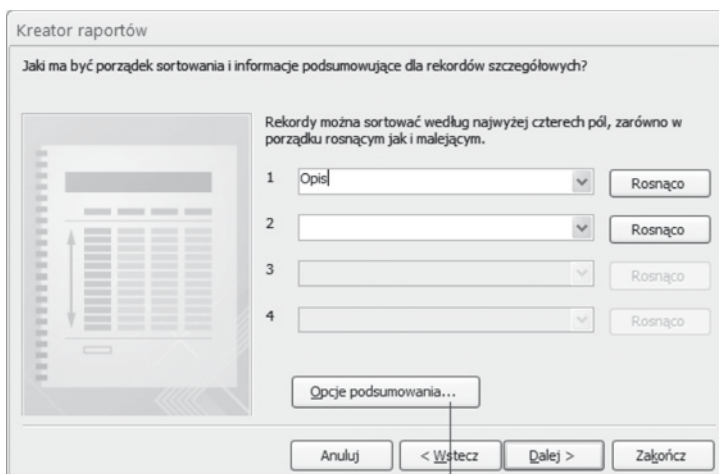 Kreator raportów
Jaki ma być porządek sortowania i informacje podsumowujące dla rekordów szczegółowych?
Rekordy można sortować według najwyżej czterech pól, zarówno w
porządku rosnącym jak i malejącym.
1 Opis Rosnąco
2 Rosnąco
3 Rosnąco
4 Rosnąco
Opcje podsumowania...
Anuluj < Wstecz Dalej > Zakończ